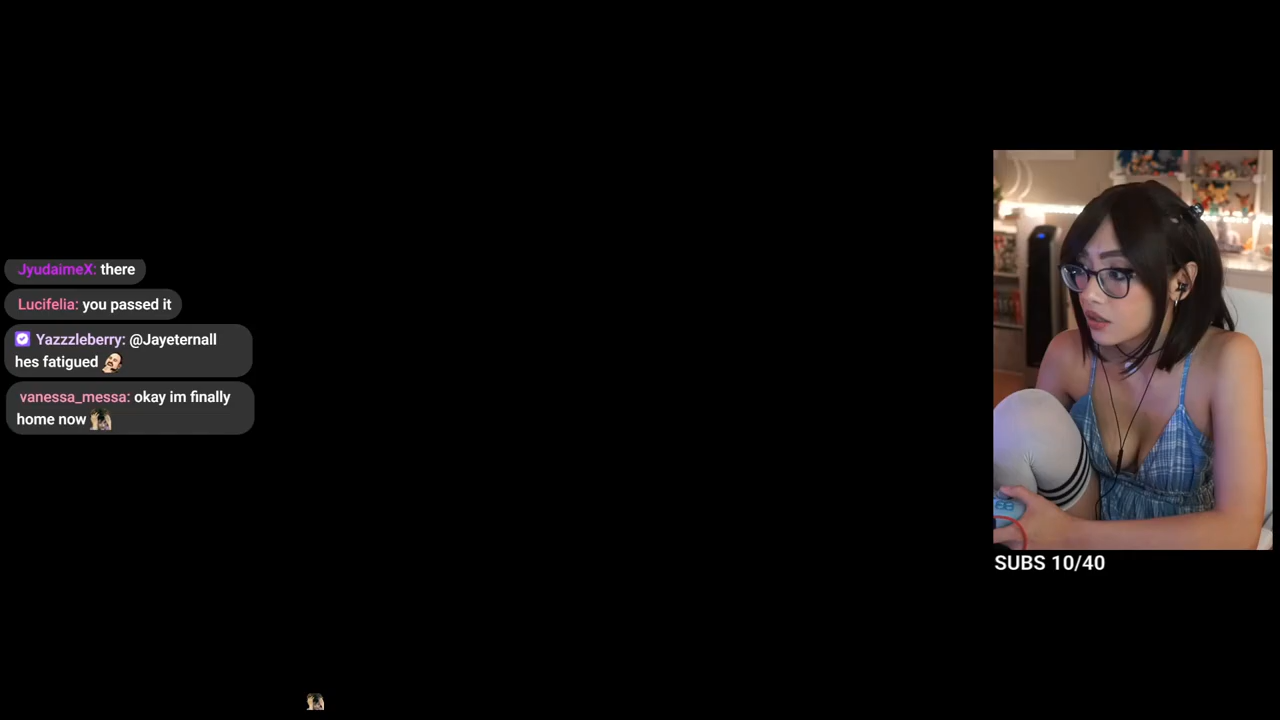 JyudaimeX: there
Lucifelia: you passed it
Yazzzleberry: @Jayeternall
hes fatigued
vanessa_messa: okay im finally
home now
SUBS 10/40